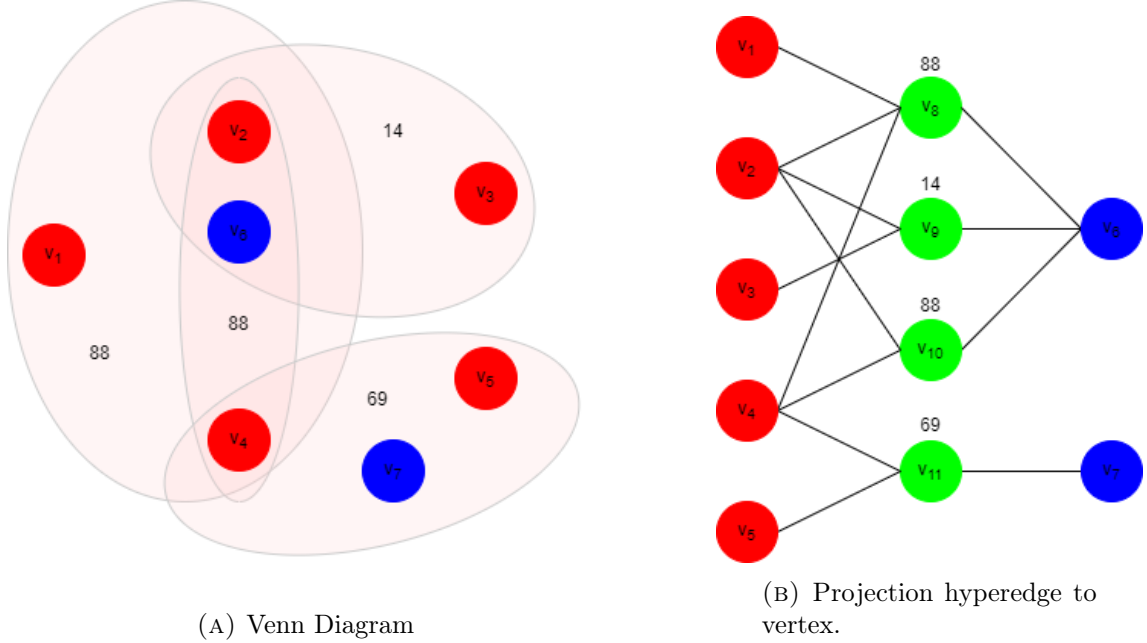 v₂
14
v₃
v₆
v₁
88
88
v₅
69
v₄
v₇
(A) Venn Diagram
v₁
88
v₈
v₂
14
v₉
v₆
v₃
88
v₁₀
v₄
69
v₁₁
v₇
v₅
(B) Projection hyperedge to
vertex.